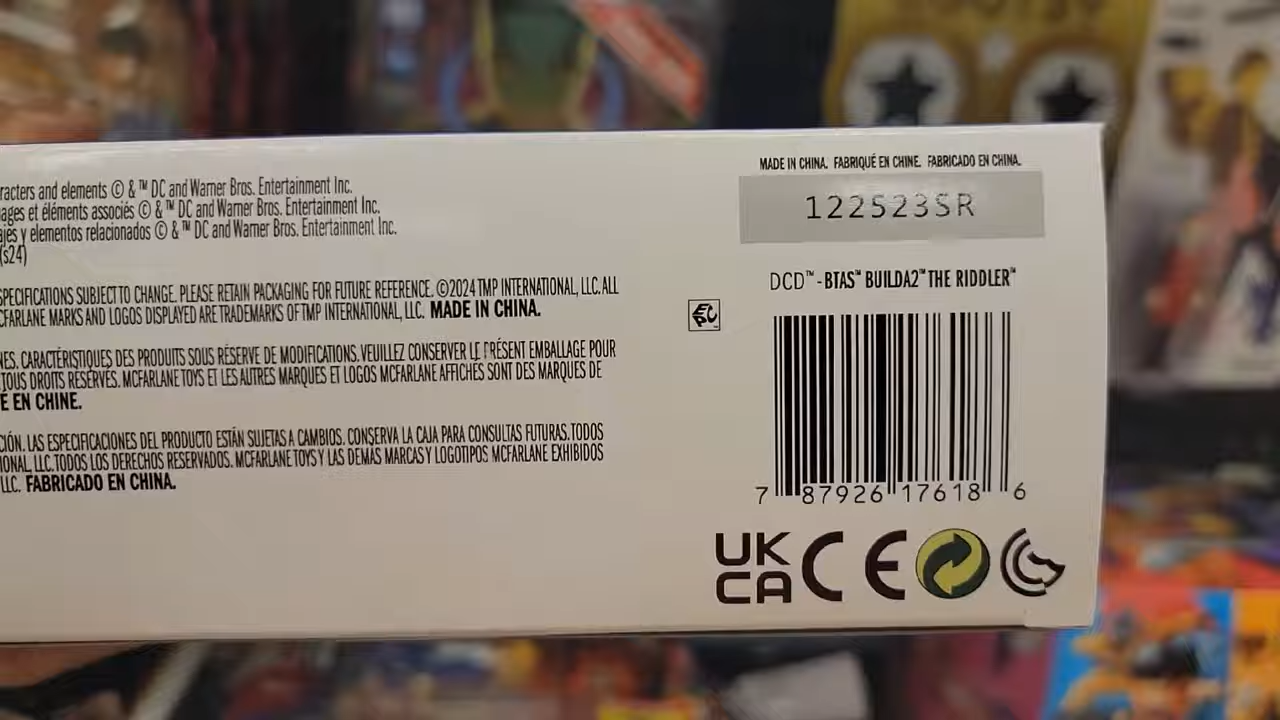 racters and elements © & ™ DC and Warner Bros. Entertainment Inc.
ages et éléments associés © & ™ DC and Warner Bros. Entertainment Inc.
ajes y elementos relacionados © & ™ DC and Warner Bros. Entertainment Inc.
(s24)
SPECIFICATIONS SUBJECT TO CHANGE. PLEASE RETAIN PACKAGING FOR FUTURE REFERENCE. ©2024 TMP INTERNATIONAL, LLC. ALL
CFARLANE MARKS AND LOGOS DISPLAYED ARE TRADEMARKS OF TMP INTERNATIONAL, LLC. MADE IN CHINA.
NES. CARACTÉRISTIQUES DES PRODUITS SOUS RÉSERVE DE MODIFICATIONS. VEUILLEZ CONSERVER LE PRÉSENT EMBALLAGE POUR
TOUS DROITS RÉSERVÉS. MCFARLANE TOYS ET LES AUTRES MARQUES ET LOGOS MCFARLANE AFFICHÉS SONT DES MARQUES DE
É EN CHINE.
CIÓN. LAS ESPECIFICACIONES DEL PRODUCTO ESTÁN SUJETAS A CAMBIOS. CONSERVA LA CAJA PARA CONSULTAS FUTURAS. TODOS
IONAL, LLC. TODOS LOS DERECHOS RESERVADOS. MCFARLANE TOYS Y LAS DEMÁS MARCAS Y LOGOTIPOS MCFARLANE EXHIBIDOS
LLC. FABRICADO EN CHINA.
MADE IN CHINA. FABRIQUÉ EN CHINE. FABRICADO EN CHINA.
122523SR
DCD™ -BTAS™ BUILDA2™ THE RIDDLER™
7 87926 17618 6
UK
CA CE